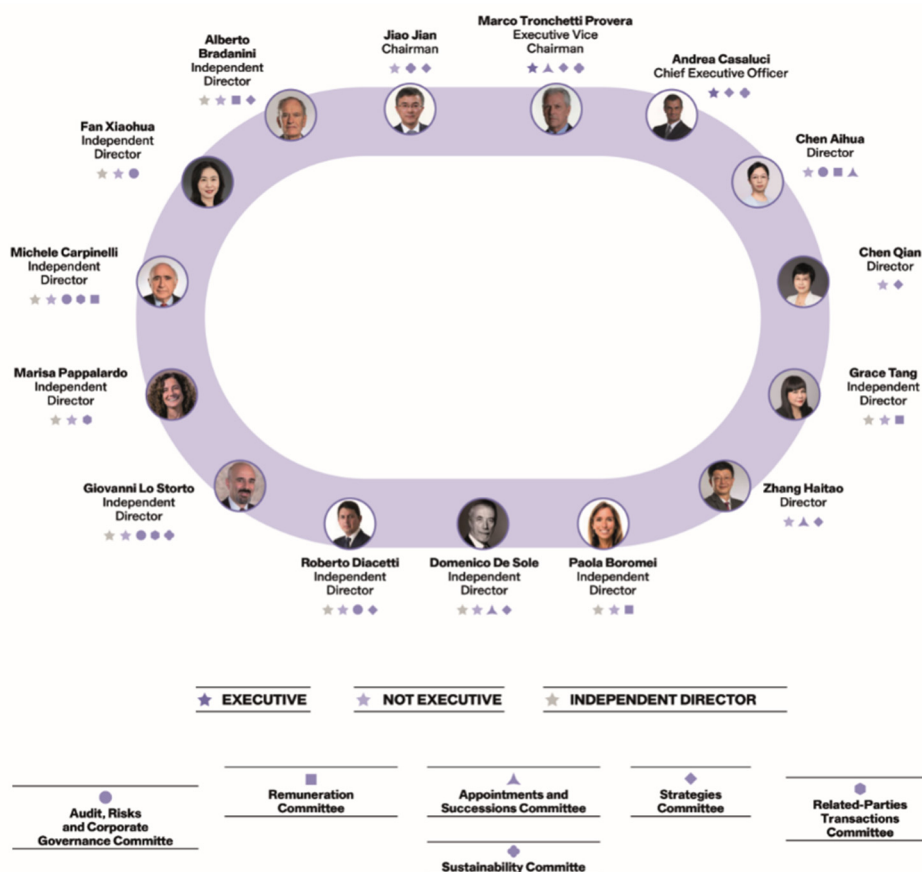 Marco Tronchetti Provera
Executive Vice
Chairman
Jiao Jian
Chairman
Alberto
Bradanini
Independent
Director
Andrea Casaluci
Chief Executive Officer
Fan Xiaohua
Independent
Director
Chen Aihua
Director
Michele Carpinelli
Independent
Director
Chen Qian
Director
Marisa Pappalardo
Independent
Director
Grace Tang
Independent
Director
Giovanni Lo Storto
Independent
Director
Zhang Haitao
Director
Roberto Diacetti
Independent
Director
Domenico De Sole
Independent
Director
Paola Boromei
Independent
Director
EXECUTIVE
NOT EXECUTIVE
INDEPENDENT DIRECTOR
Audit, Risks
and Corporate
Governance Committe
Remuneration
Committee
Appointments and
Successions Committee
Strategies
Committee
Related-Parties
Transactions
Committee
Sustainability Committe